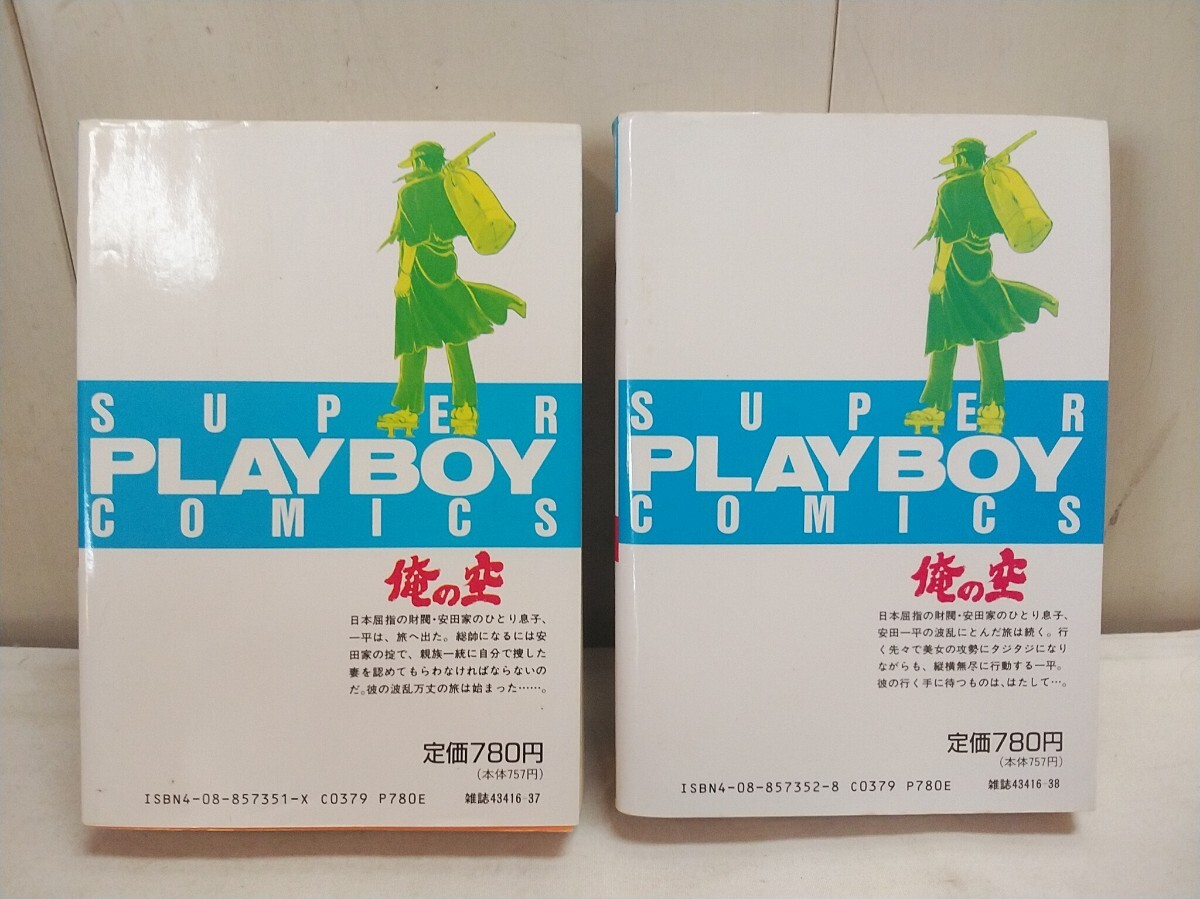 SUPER
PLAYBOY
COMICS
俺の空
日本屈指の財閥・安田家のひとり息子、
一平は、旅へ出た。総帥になるには安
田家の掟で、親族一統に自分で捜した
妻を認めてもらわなければならないの
だ。彼の波乱万丈の旅は始まった……。
定価780円
(本体757円)
ISBN4-08-857351-X C0379 P780E 雑誌43416-37
SUPER
PLAYBOY
COMICS
俺の空
日本屈指の財閥・安田家のひとり息子、
安田一平の波乱にとんだ旅は続く。行
く先々で美女の攻勢にタジタジになり
ながらも、縦横無尽に行動する一平。
彼の行く手に待つものは、はたして…。
定価780円
(本体757円)
ISBN4-08-857352-8 C0379 P780E 雑誌43416-38